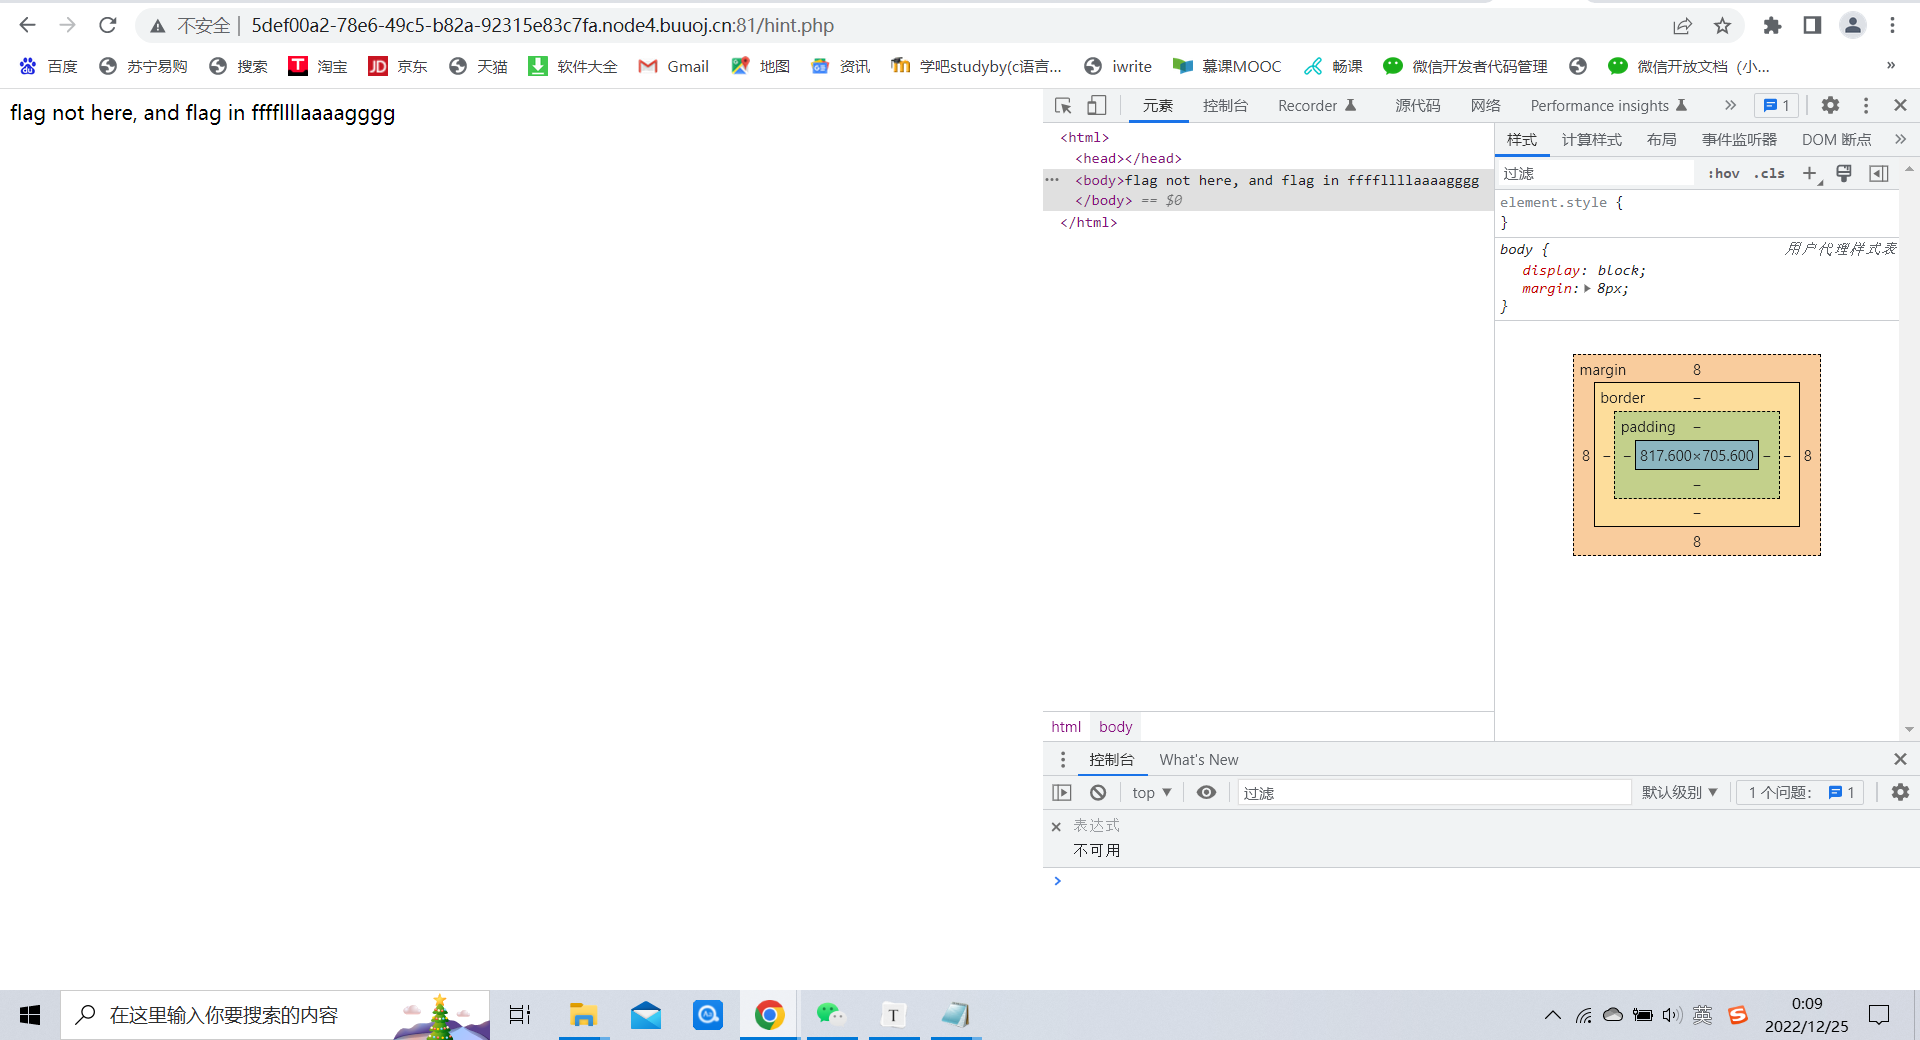 不安全 | 5def00a2-78e6-49c5-b82a-92315e83c7fa.node4.buuoj.cn:81/hint.php
百度 苏宁易购 搜索 淘宝 京东 天猫 软件大全 Gmail 地图 资讯 学吧studyby(c语言... iwrite 慕课MOOC 畅课 微信开发者代码管理 微信开放文档（小... »
flag not here, and flag in ffffllllaaaagggg
元素 控制台 Recorder 源代码 网络 Performance insights » 1
<html>
<head></head>
<body>flag not here, and flag in ffffllllaaaagggg
</body> == $0
</html>
样式 计算样式 布局 事件监听器 DOM 断点 »
过滤 :hov .cls +
element.style {
}
body { 用户代理样式表
display: block;
margin: 8px;
}
margin 8
border –
padding –
8 – – 817.600×705.600 – – 8
–
–
8
html body
控制台 What's New
top 过滤 默认级别 1 个问题: 1
表达式
不可用
>
在这里输入你要搜索的内容
T
英
S
0:09
2022/12/25